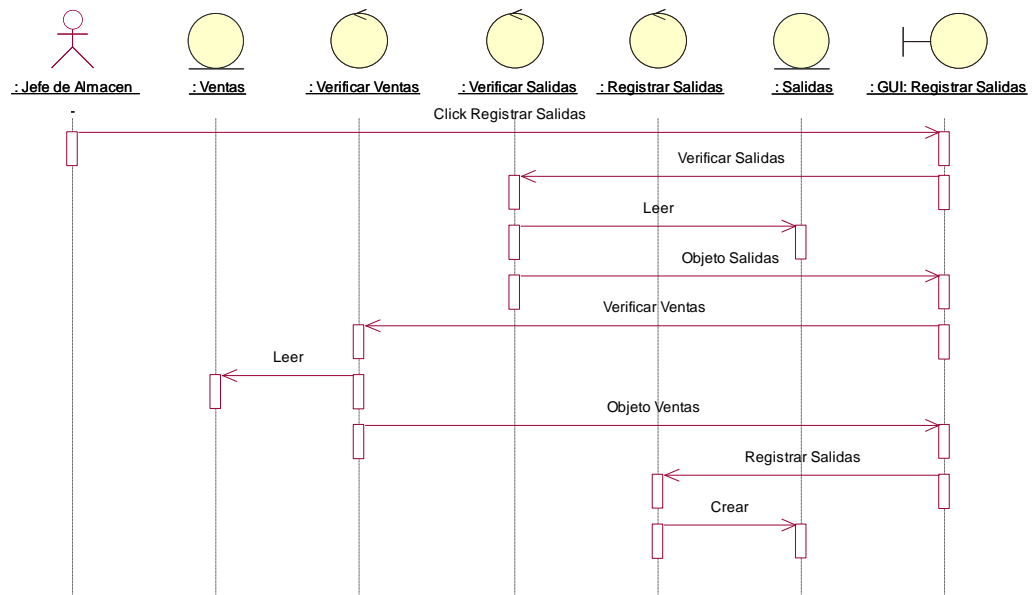 : Jefe de Almacen
: Ventas
: Verificar Ventas
: Verificar Salidas
: Registrar Salidas
: Salidas
: GUI: Registrar Salidas
-
Click Registrar Salidas
Verificar Salidas
Leer
Objeto Salidas
Verificar Ventas
Leer
Objeto Ventas
Registrar Salidas
Crear